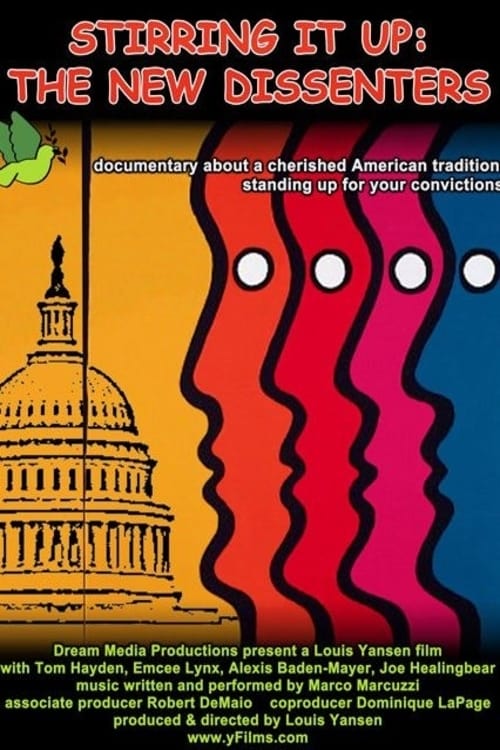 STIRRING IT UP:
THE NEW DISSENTERS
documentary about a cherished American tradition
standing up for your convictions
Dream Media Productions present a Louis Yansen film
with Tom Hayden, Emcee Lynx, Alexis Baden-Mayer, Joe Healingbear
music written and performed by Marco Marcuzzi
associate producer Robert DeMaio coproducer Dominique LaPage
produced & directed by Louis Yansen
www.yFilms.com